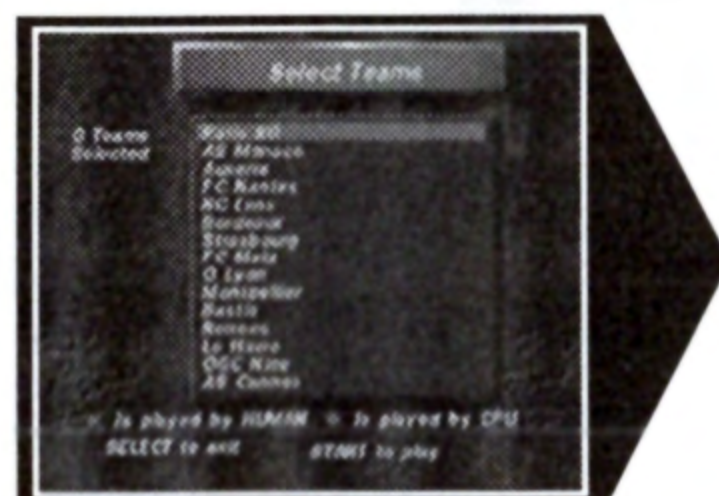 Select Teams
0 Teams
Selected
Paris SG
AS Monaco
Auxerre
FC Nantes
RC Lens
Bordeaux
Strasbourg
FC Metz
O Lyon
Montpellier
Bastia
Rennes
Le Havre
OGC Nice
AS Cannes
Is played by HUMAN Is played by CPU
SELECT to exit START to play